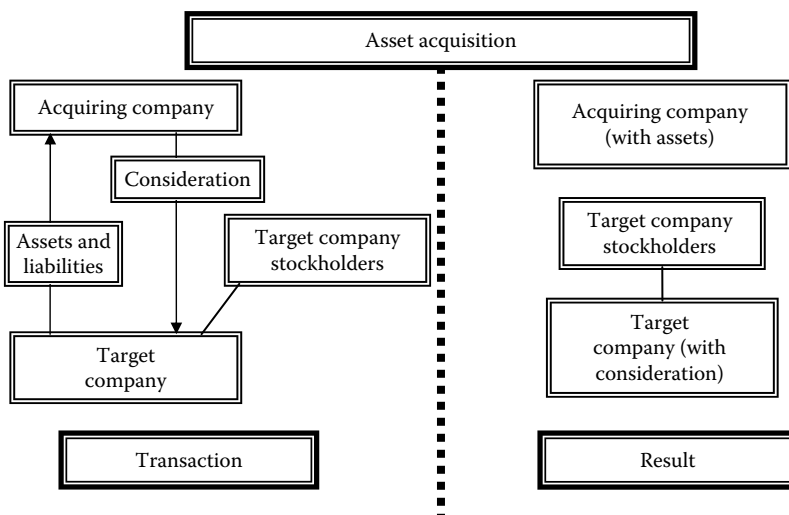 Asset acquisition
Acquiring company
Consideration
Assets and
liabilities
Target company
stockholders
Target
company
Transaction
Acquiring company
(with assets)
Target company
stockholders
Target
company (with
consideration)
Result